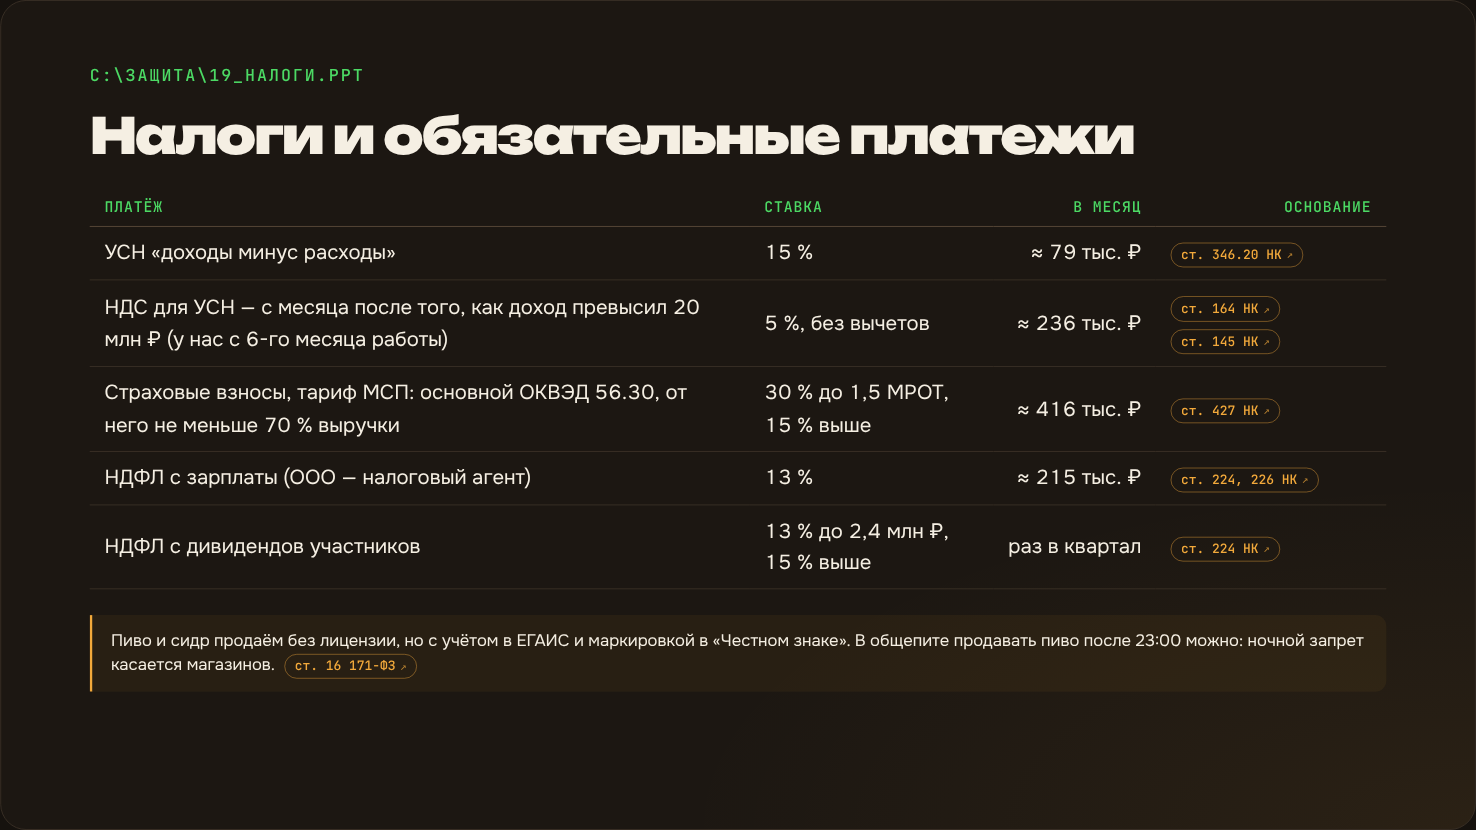 C:\ЗАЩИТА\19_НАЛОГИ.PPT
Налоги и обязательные платежи
ПЛАТЁЖ СТАВКА В МЕСЯЦ ОСНОВАНИЕ
УСН «доходы минус расходы» 15 % ≈ 79 тыс. ₽ ст. 346.20 НК ↗
НДС для УСН — с месяца после того, как доход превысил 20
млн ₽ (у нас с 6-го месяца работы)
5 %, без вычетов
≈ 236 тыс. ₽
ст. 164 НК ↗
ст. 145 НК ↗
Страховые взносы, тариф МСП: основной ОКВЭД 56.30, от
него не меньше 70 % выручки
30 % до 1,5 МРОТ,
15 % выше
≈ 416 тыс. ₽
ст. 427 НК ↗
НДФЛ с зарплаты (ООО — налоговый агент) 13 % ≈ 215 тыс. ₽ ст. 224, 226 НК ↗
НДФЛ с дивидендов участников
13 % до 2,4 млн ₽,
15 % выше
раз в квартал
ст. 224 НК ↗
Пиво и сидр продаём без лицензии, но с учётом в ЕГАИС и маркировкой в «Честном знаке». В общепите продавать пиво после 23:00 можно: ночной запрет
касается магазинов. ст. 16 171-ФЗ ↗